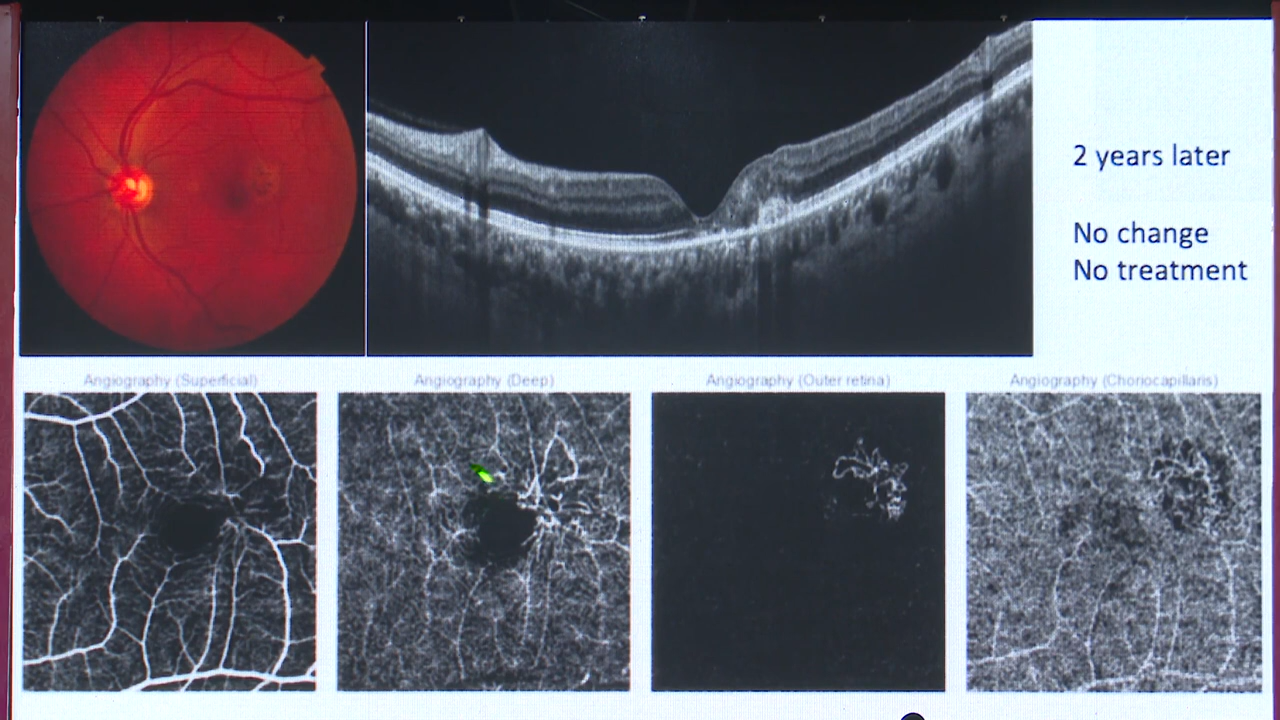 2 years later
No change
No treatment
Angiography (Superficial)
Angiography (Deep)
Angiography (Outer retina)
Angiography (Choriocapillaris)